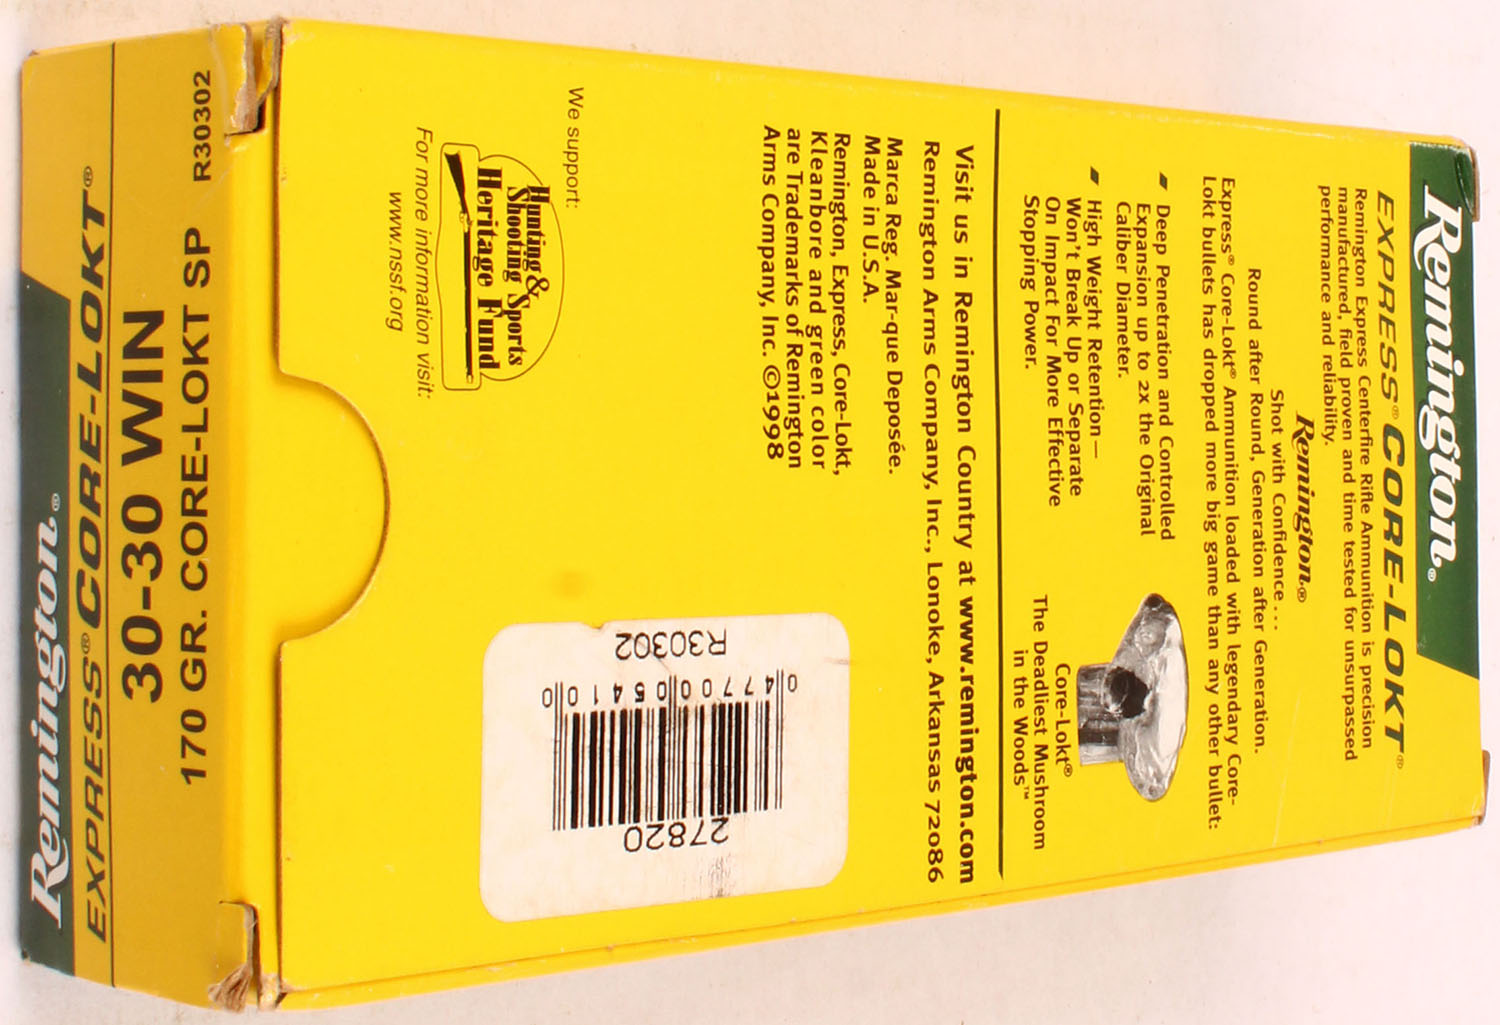 Remington®
EXPRESS® CORE-LOKT®
Remington Express Centerfire Rifle Ammunition is precision
manufactured, field proven and time tested for unsurpassed
performance and reliability.
Remington®
Shot with Confidence...
Round after Round, Generation after Generation.
Express® Core-Lokt® Ammunition loaded with legendary Core-
Lokt bullets has dropped more big game than any other bullet:
Deep Penetration and Controlled
Expansion up to 2x the Original
Caliber Diameter.
High Weight Retention—
Won't Break Up or Separate
On Impact For More Effective
Stopping Power.
Core-Lokt®
The Deadliest Mushroom
in the Woods™
Visit us in Remington Country at www.remington.com
Remington Arms Company, Inc., Lonoke, Arkansas 72086
Marca Reg. Mar-que Deposée.
Made in U.S.A.
Remington, Express, Core-Lokt,
Kleanbore and green color
are Trademarks of Remington
Arms Company, Inc. ©1998
We support:
Hunting &
Shooting Sports
Heritage Fund
For more information visit:
www.nssf.org
27820
0 47700 05410 0
R30302
R30302
170 GR. CORE-LOKT SP
30-30 WIN
EXPRESS® CORE-LOKT®
Remington®